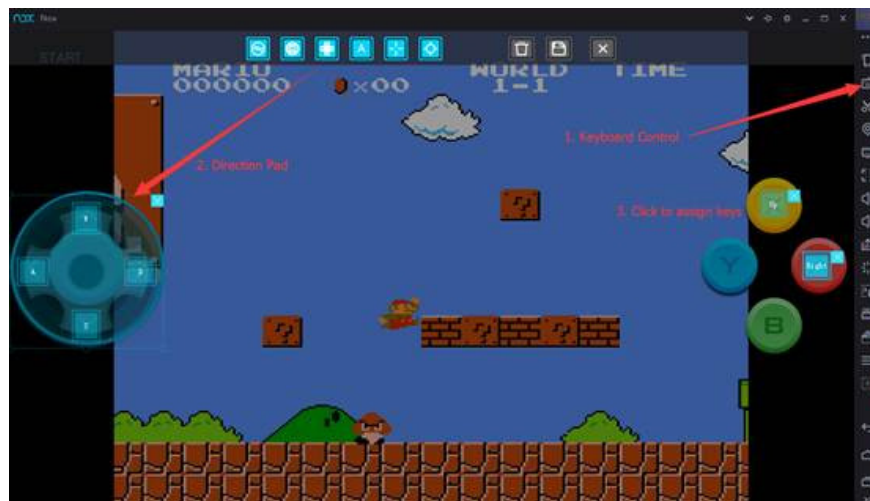 nox Nox
START
A
MARIO WORLD TIME
000000 ×00 1-1
1. Keyboard Control
2. Direction Pad
3. Click to assign keys
A
Y
Right
B